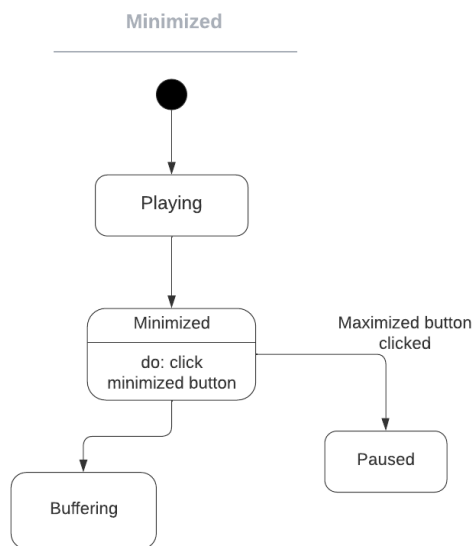 Minimized
Playing
Minimized
do: click
minimized button
Maximized button
clicked
Paused
Buffering